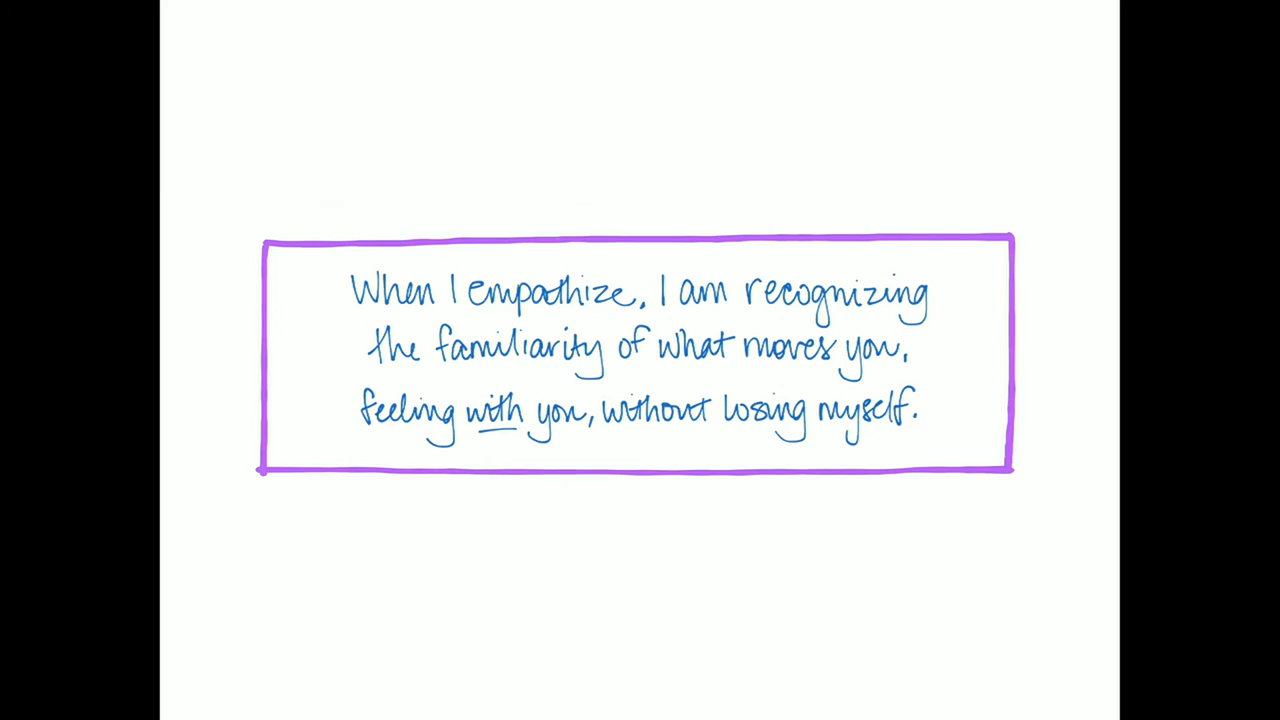 When I empathize, I am recognizing
the familiarity of what moves you,
feeling with you, without losing myself.